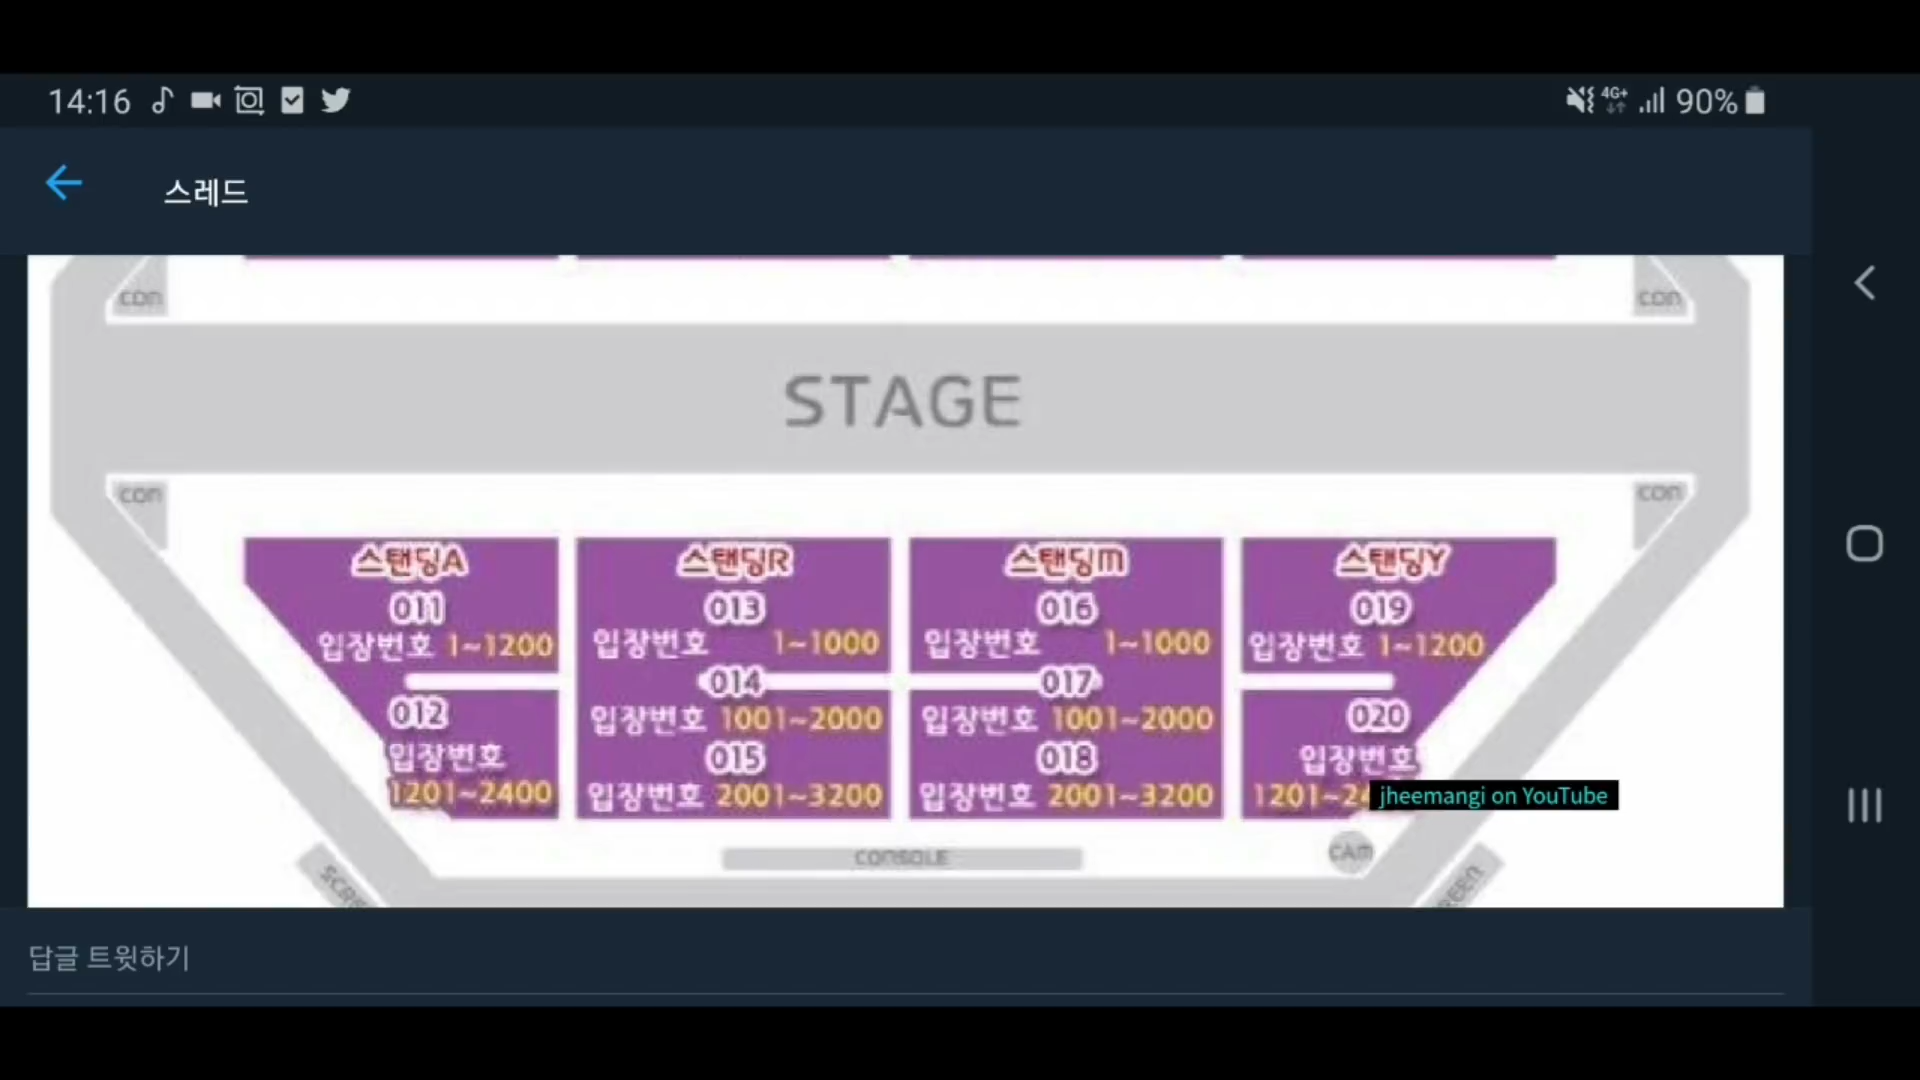 14:16
4G+
90%
스레드
con
con
STAGE
con
con
스탠딩A
011
입장번호 1~1200
012
입장번호
1201~2400
스탠딩R
013
입장번호 1~1000
014
입장번호 1001~2000
015
입장번호 2001~3200
스탠딩M
016
입장번호 1~1000
017
입장번호 1001~2000
018
입장번호 2001~3200
스탠딩Y
019
입장번호 1~1200
020
입장번호
1201~2
jheemangi on YouTube
CONSOLE
CAM
SCRE
REEN
답글 트윗하기